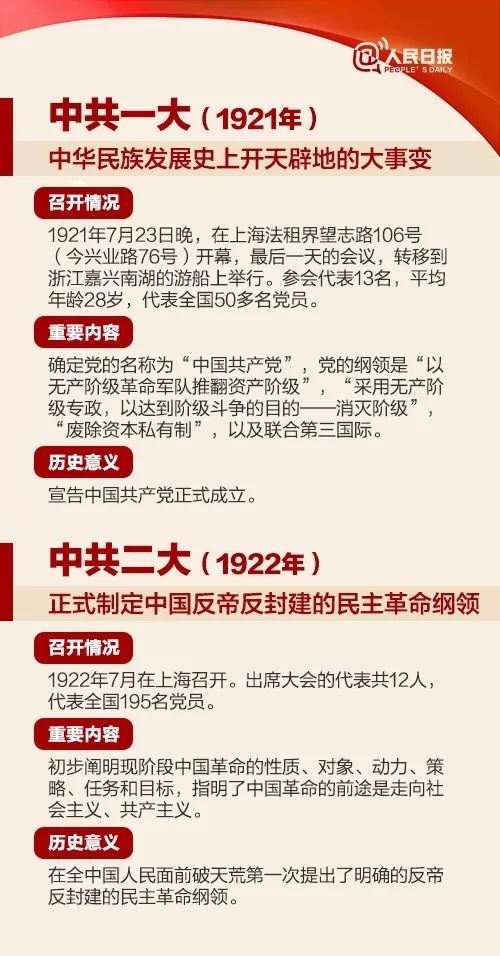 @人民日报
PEOPLE'S DAILY
中共一大（1921年）
中华民族发展史上开天辟地的大事变
召开情况
1921年7月23日晚，在上海法租界望志路106号
（今兴业路76号）开幕，最后一天的会议，转移到
浙江嘉兴南湖的游船上举行。参会代表13名，平均
年龄28岁，代表全国50多名党员。
重要内容
确定党的名称为“中国共产党”，党的纲领是“以
无产阶级革命军队推翻资产阶级”，“采用无产阶
级专政，以达到阶级斗争的目的——消灭阶级”，
“废除资本私有制”，以及联合第三国际。
历史意义
宣告中国共产党正式成立。
中共二大（1922年）
正式制定中国反帝反封建的民主革命纲领
召开情况
1922年7月在上海召开。出席大会的代表共12人，
代表全国195名党员。
重要内容
初步阐明现阶段中国革命的性质、对象、动力、策
略、任务和目标，指明了中国革命的前途是走向社
会主义、共产主义。
历史意义
在全中国人民面前破天荒第一次提出了明确的反帝
反封建的民主革命纲领。